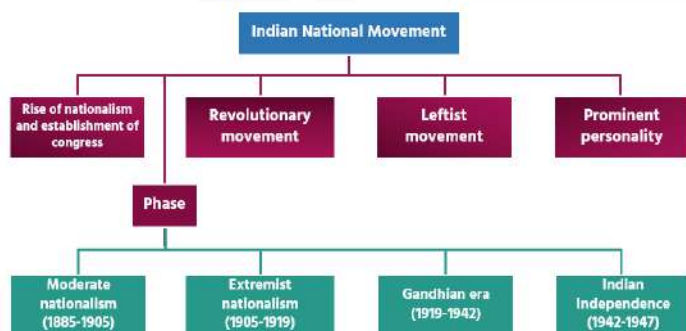 Indian National Movement
Rise of nationalism
and establishment of
congress
Revolutionary
movement
Leftist
movement
Prominent
personality
Phase
Moderate
nationalism
(1885-1905)
Extremist
nationalism
(1905-1919)
Gandhian era
(1919-1942)
Indian
Independence
(1942-1947)